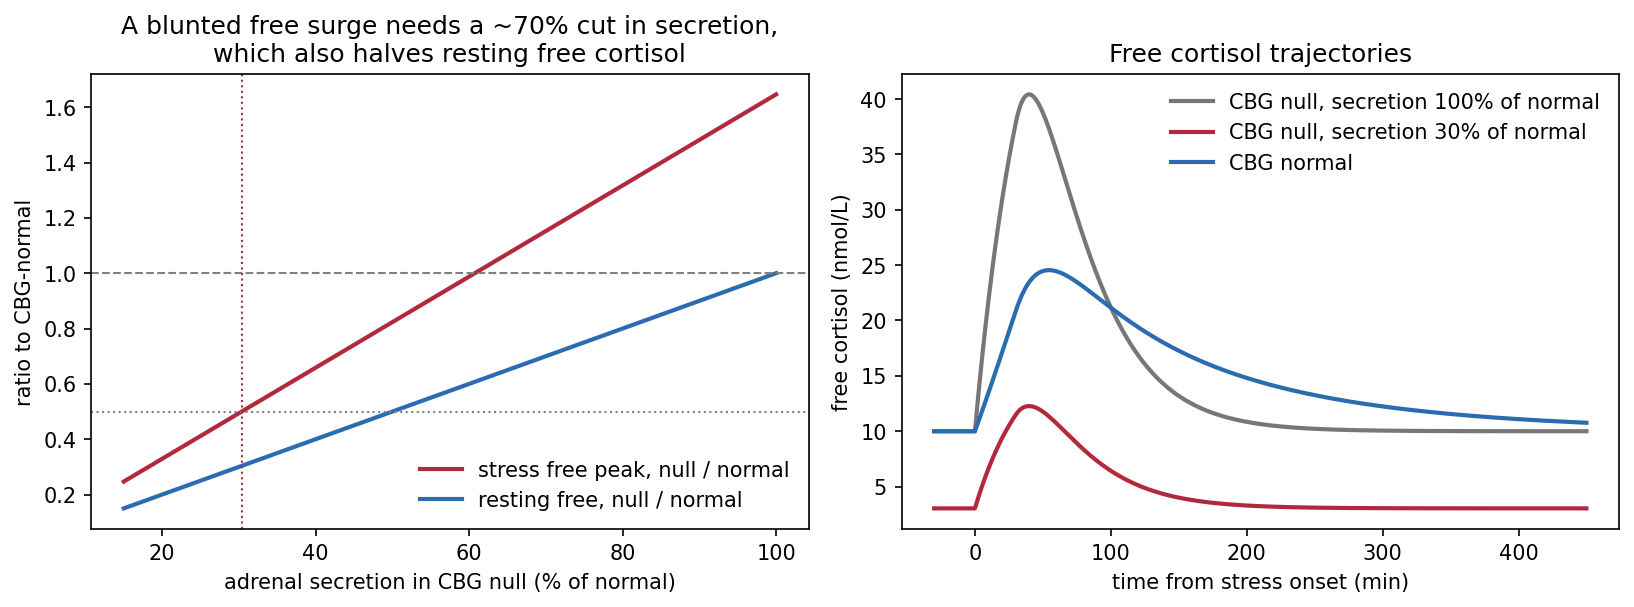 A blunted free surge needs a ~70% cut in secretion,
which also halves resting free cortisol
ratio to CBG-normal
1.6
1.4
1.2
1.0
0.8
0.6
0.4
0.2
stress free peak, null / normal
resting free, null / normal
20 40 60 80 100
adrenal secretion in CBG null (% of normal)
Free cortisol trajectories
free cortisol (nmol/L)
40
35
30
25
20
15
10
5
CBG null, secretion 100% of normal
CBG null, secretion 30% of normal
CBG normal
0 100 200 300 400
time from stress onset (min)